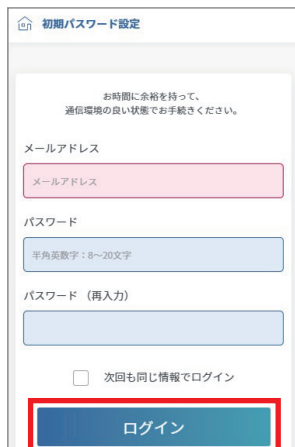 初期パスワード設定
お時間に余裕を持って、
通信環境の良い状態でお手続きください。
メールアドレス
メールアドレス
パスワード
半角英数字：8～20文字
パスワード （再入力）
次回も同じ情報でログイン
ログイン